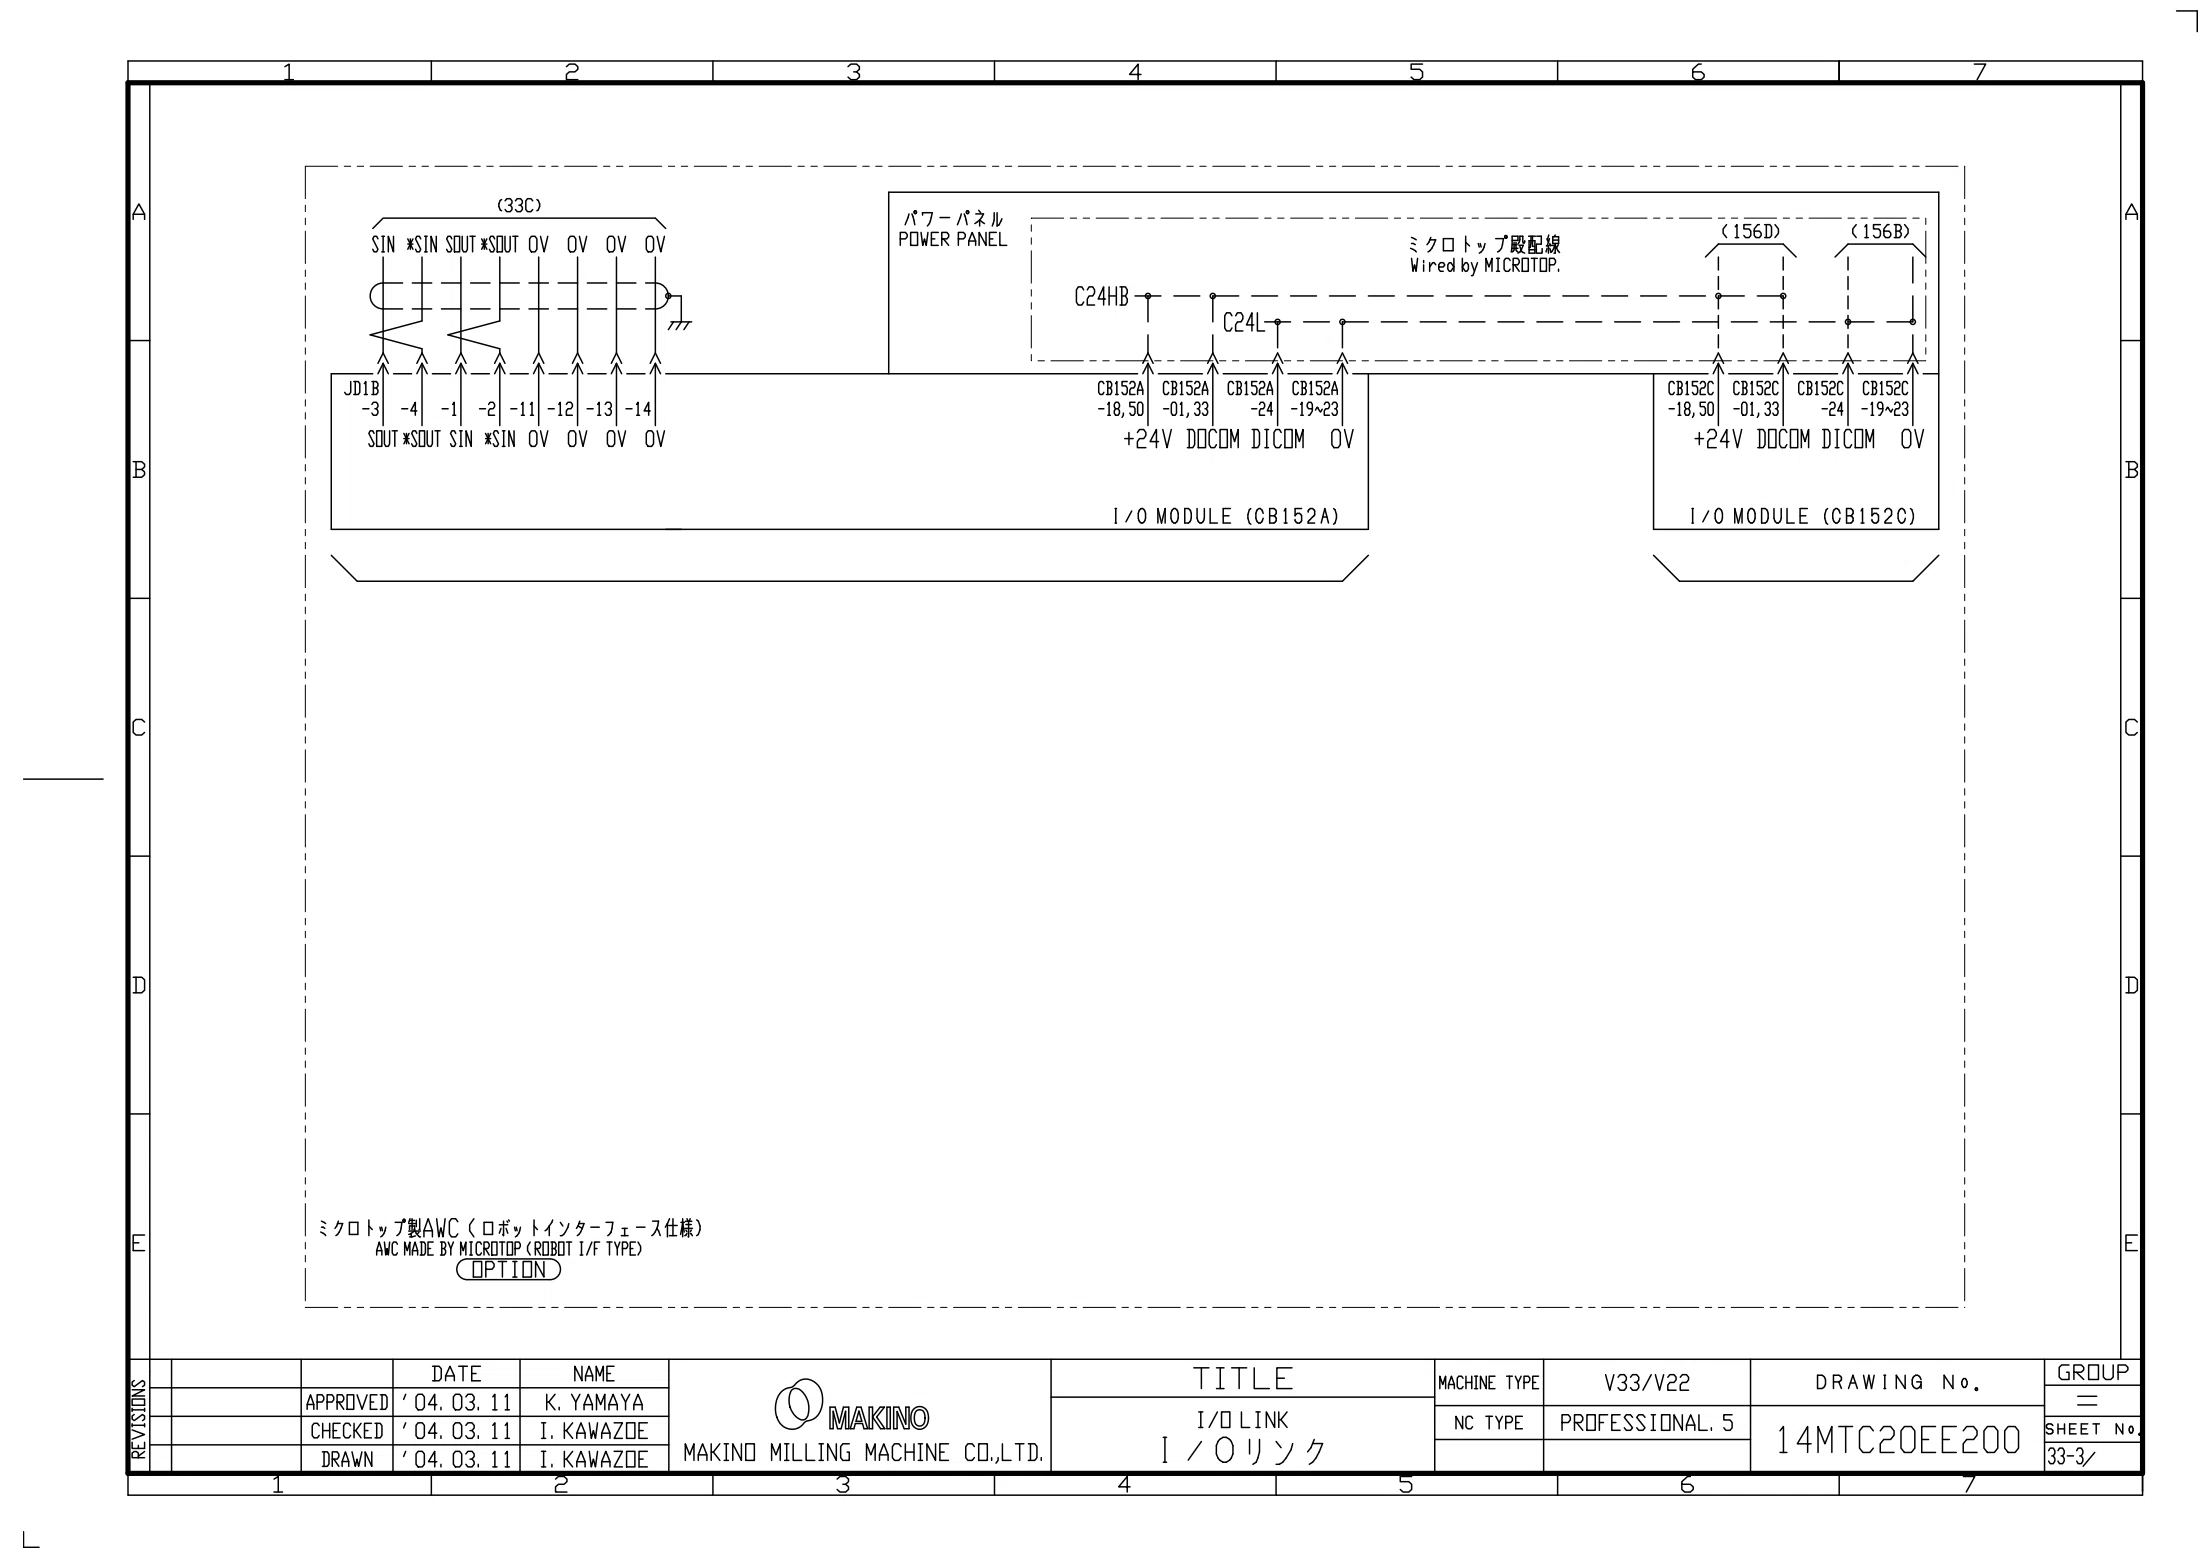 1 2 3 4 5 6 7
A A
B B
C C
D D
E E
(33C)
SIN *SIN SOUT *SOUT 0V 0V 0V 0V
パワーパネル
POWER PANEL
ミクロトップ殿配線
Wired by MICROTOP.
(156D) (156B)
C24HB
C24L
JD1B
-3 -4 -1 -2 -11 -12 -13 -14
SOUT *SOUT SIN *SIN 0V 0V 0V 0V
CB152A CB152A CB152A CB152A
-18,50 -01,33 -24 -19~23
+24V DOCOM DICOM 0V
CB152C CB152C CB152C CB152C
-18,50 -01,33 -24 -19~23
+24V DOCOM DICOM 0V
I/O MODULE (CB152A)
I/O MODULE (CB152C)
ミクロトップ製AWC(ロボットインターフェース仕様)
AWC MADE BY MICROTOP (ROBOT I/F TYPE)
OPTION
REVISIONS
DATE NAME
APPROVED '04. 03. 11 K. YAMAYA
CHECKED '04. 03. 11 I. KAWAZOE
DRAWN '04. 03. 11 I. KAWAZOE
MAKINO
MAKINO MILLING MACHINE CO.,LTD.
TITLE
I/O LINK
I/Oリンク
MACHINE TYPE V33/V22
NC TYPE PROFESSIONAL. 5
DRAWING No.
14MTC20EE200
GROUP
=
SHEET No.
33-3/
1 2 3 4 5 6 7